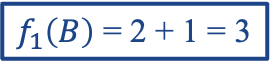 f₁(B) = 2 + 1 = 3